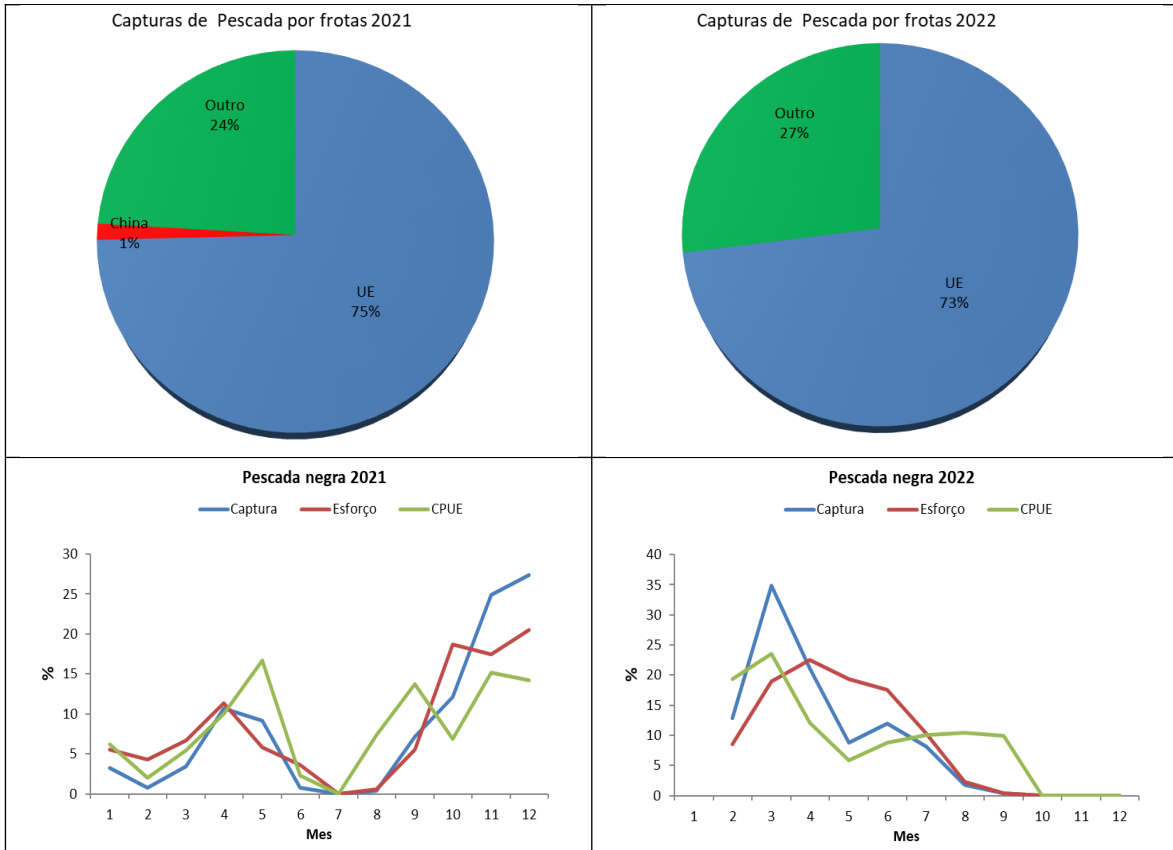 Capturas de  Pescada por frotas 2021
Outro
24%
China
1%
UE
75%
Capturas de  Pescada por frotas 2022
Outro
27%
UE
73%
Pescada negra 2021
Captura Esforço CPUE
30
25
20
15
10
5
0
%
1 2 3 4 5 6 7 8 9 10 11 12
Mes
Pescada negra 2022
Captura Esforço CPUE
40
35
30
25
20
15
10
5
0
%
1 2 3 4 5 6 7 8 9 10 11 12
Mes